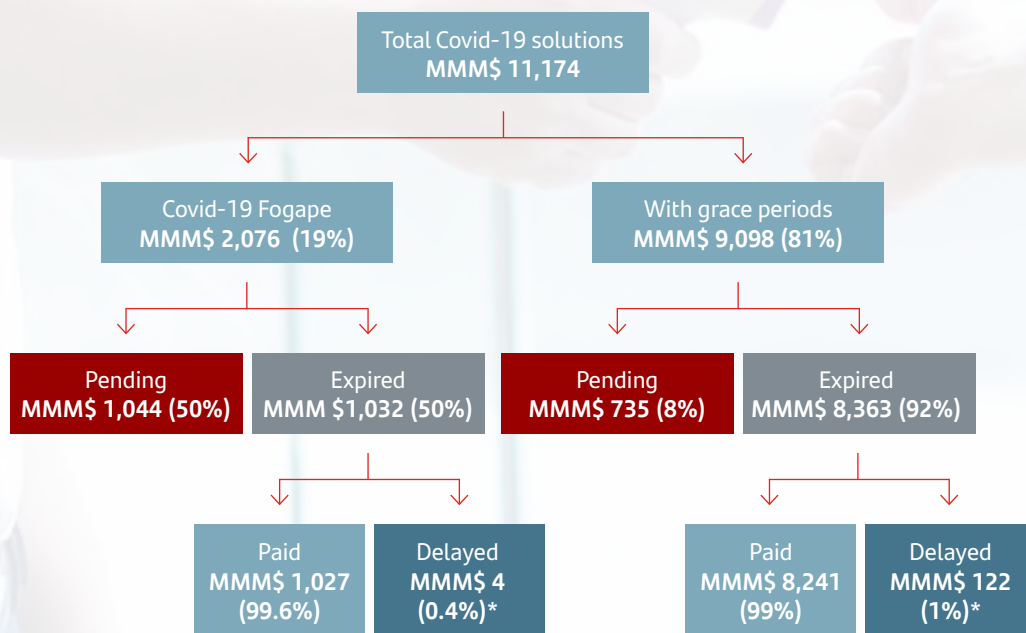 Total Covid-19 solutions
MMM$ 11,174
Covid-19 Fogape
MMM$ 2,076 (19%)
With grace periods
MMM$ 9,098 (81%)
Pending
MMM$ 1,044 (50%)
Expired
MMM $1,032 (50%)
Pending
MMM$ 735 (8%)
Expired
MMM$ 8,363 (92%)
Paid
MMM$ 1,027
(99.6%)
Delayed
MMM$ 4
(0.4%)*
Paid
MMM$ 8,241
(99%)
Delayed
MMM$ 122
(1%)*